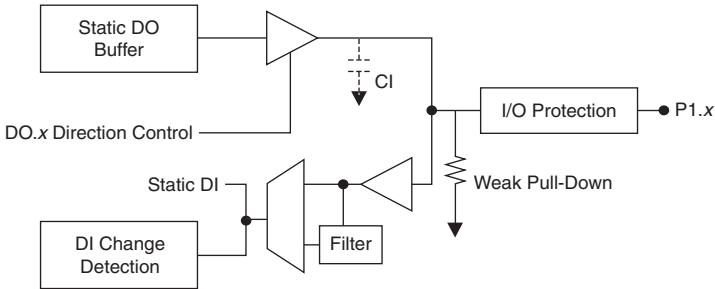 Static DO
Buffer
CI
I/O Protection
P1.x
DO.x Direction Control
Static DI
Weak Pull-Down
DI Change
Detection
Filter